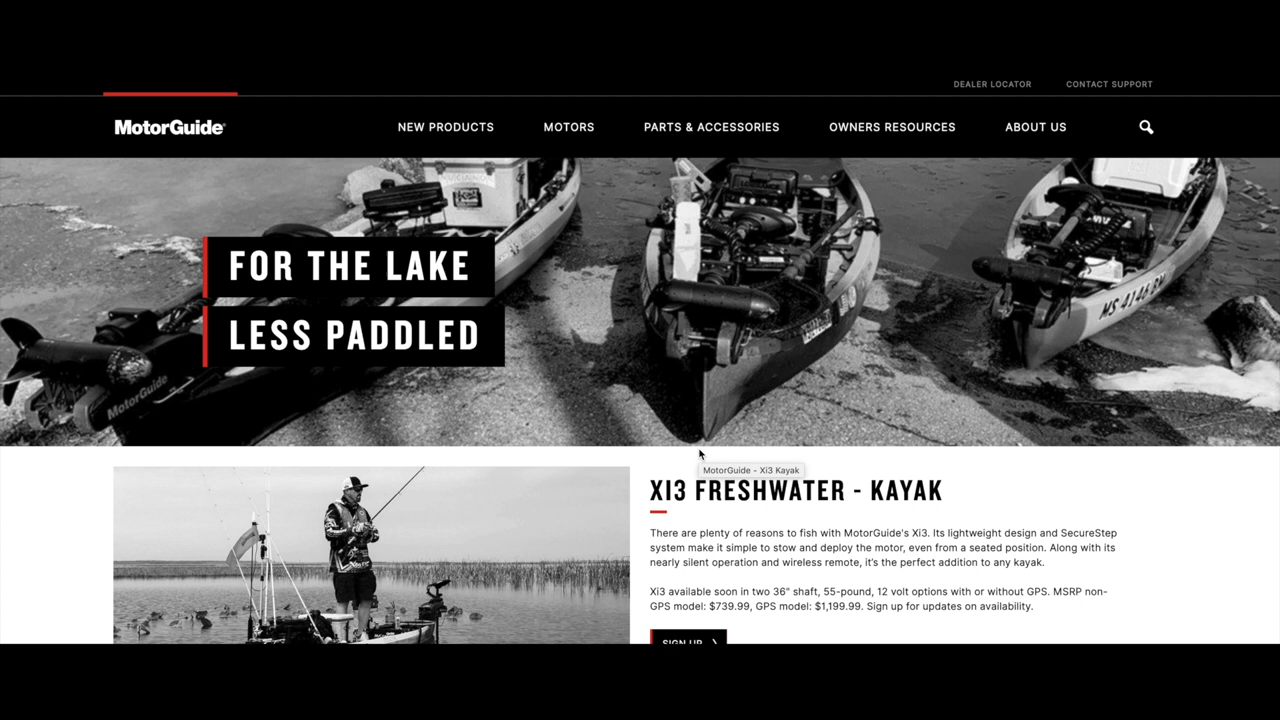 DEALER LOCATOR CONTACT SUPPORT
MotorGuide NEW PRODUCTS MOTORS PARTS & ACCESSORIES OWNERS RESOURCES ABOUT US
FOR THE LAKE
LESS PADDLED
MotorGuide
MS 4146 BV
MotorGuide - Xi3 Kayak
XI3 FRESHWATER - KAYAK
There are plenty of reasons to fish with MotorGuide's Xi3. Its lightweight design and SecureStep
system make it simple to stow and deploy the motor, even from a seated position. Along with its
nearly silent operation and wireless remote, it's the perfect addition to any kayak.
Xi3 available soon in two 36" shaft, 55-pound, 12 volt options with or without GPS. MSRP non-
GPS model: $739.99, GPS model: $1,199.99. Sign up for updates on availability.
SIGN UP